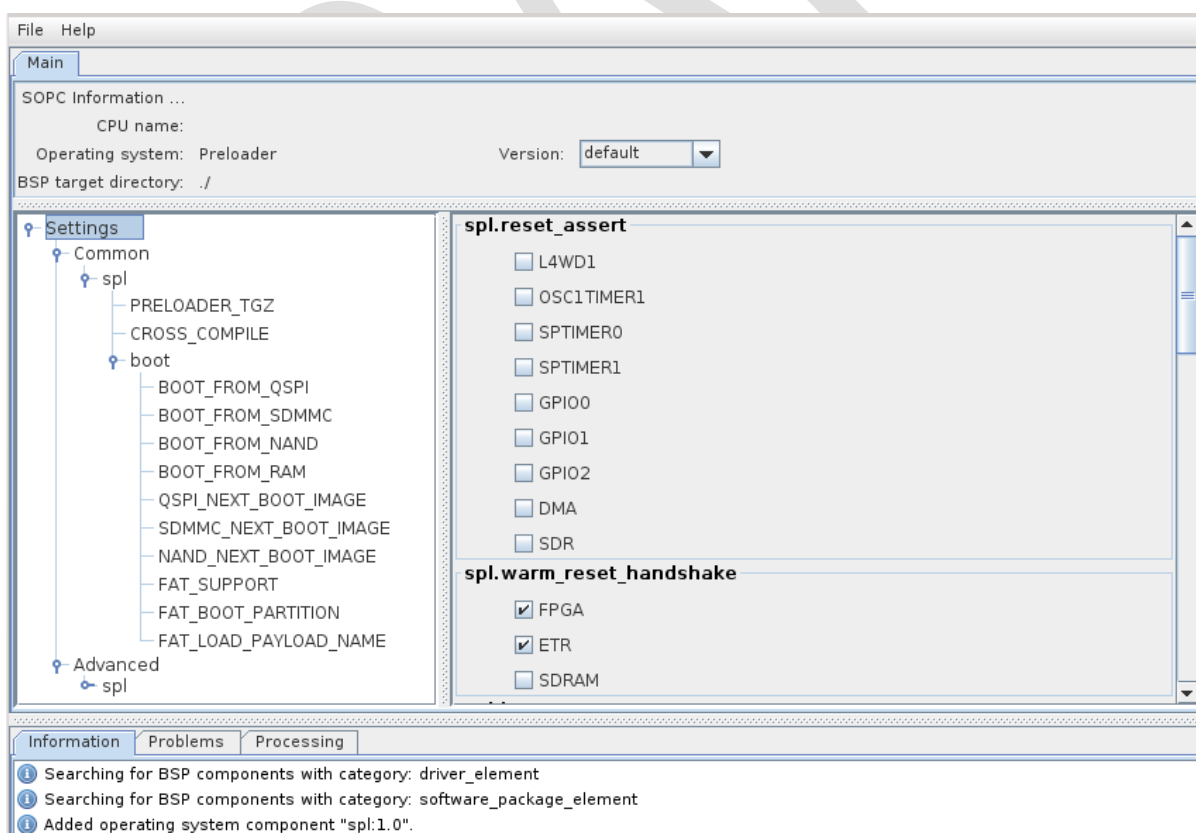 File Help
Main
SOPC Information ...
CPU name:
Operating system: Preloader Version: default
BSP target directory: ./
Settings
Common
spl
PRELOADER_TGZ
CROSS_COMPILE
boot
BOOT_FROM_QSPI
BOOT_FROM_SDMMC
BOOT_FROM_NAND
BOOT_FROM_RAM
QSPI_NEXT_BOOT_IMAGE
SDMMC_NEXT_BOOT_IMAGE
NAND_NEXT_BOOT_IMAGE
FAT_SUPPORT
FAT_BOOT_PARTITION
FAT_LOAD_PAYLOAD_NAME
Advanced
spl
spl.reset_assert
L4WD1
OSC1TIMER1
SPTIMER0
SPTIMER1
GPIO0
GPIO1
GPIO2
DMA
SDR
spl.warm_reset_handshake
FPGA
ETR
SDRAM
Information Problems Processing
Searching for BSP components with category: driver_element
Searching for BSP components with category: software_package_element
Added operating system component "spl:1.0".